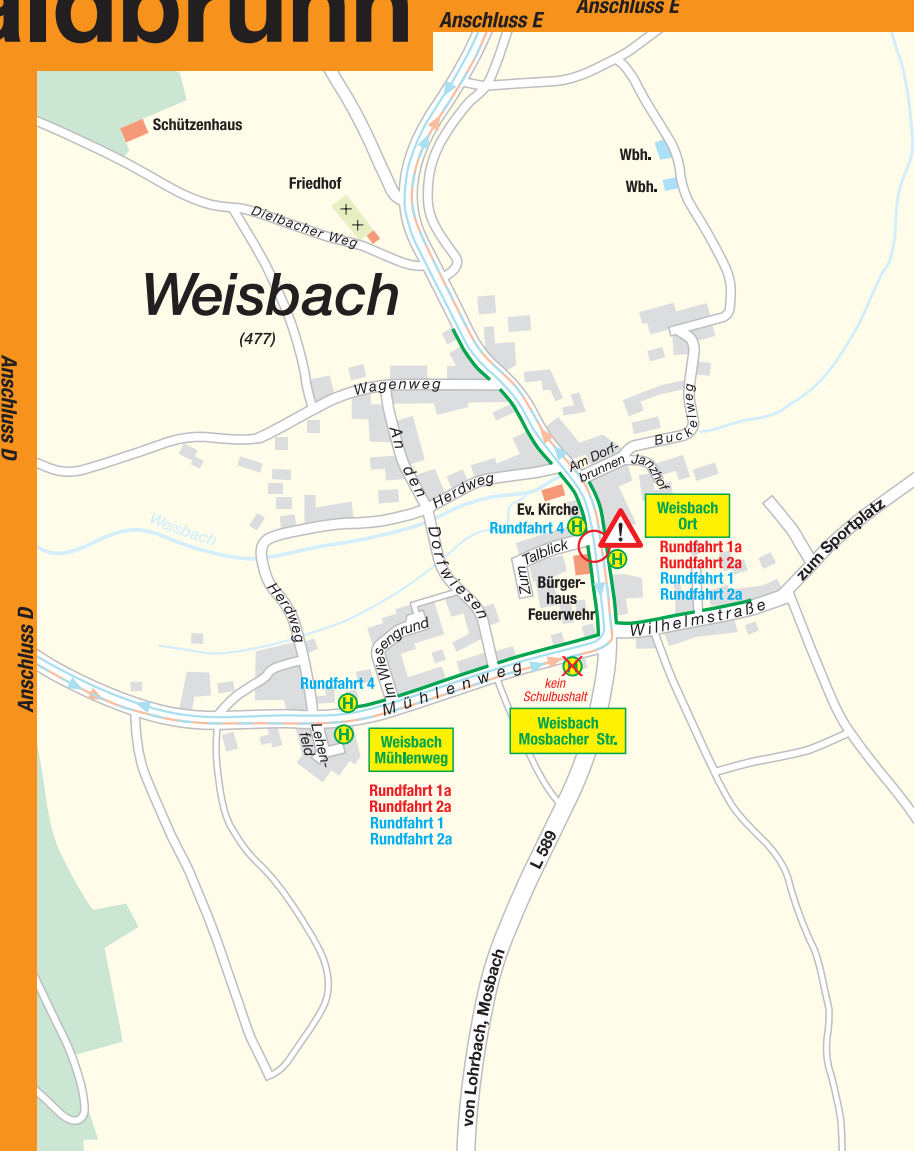 aldbrunn
Anschluss E
Anschluss E
Schützenhaus
Wbh.
Wbh.
Friedhof
Dielbacher Weg
Weisbach
(477)
Anschluss D
Wagenweg
An den Dorfwiesen
Buckelweg
Am Dorf-
brunnen
Janzhof
Herdweg
Ev. Kirche
Rundfahrt 4
H
!
H
Weisbach
Ort
Rundfahrt 1a
Rundfahrt 2a
Rundfahrt 1
Rundfahrt 2a
zum Sportplatz
Weisbach
Zum Talblick
Bürger-
haus
Feuerwehr
Wilhelmstraße
Herdweg
Im Wiesengrund
Anschluss D
Mühlenweg
H
kein
Schulbushalt
Weisbach
Mosbacher Str.
Rundfahrt 4
H
H
Lehen-
feld
Weisbach
Mühlenweg
Rundfahrt 1a
Rundfahrt 2a
Rundfahrt 1
Rundfahrt 2a
L 589
von Lohrbach, Mosbach